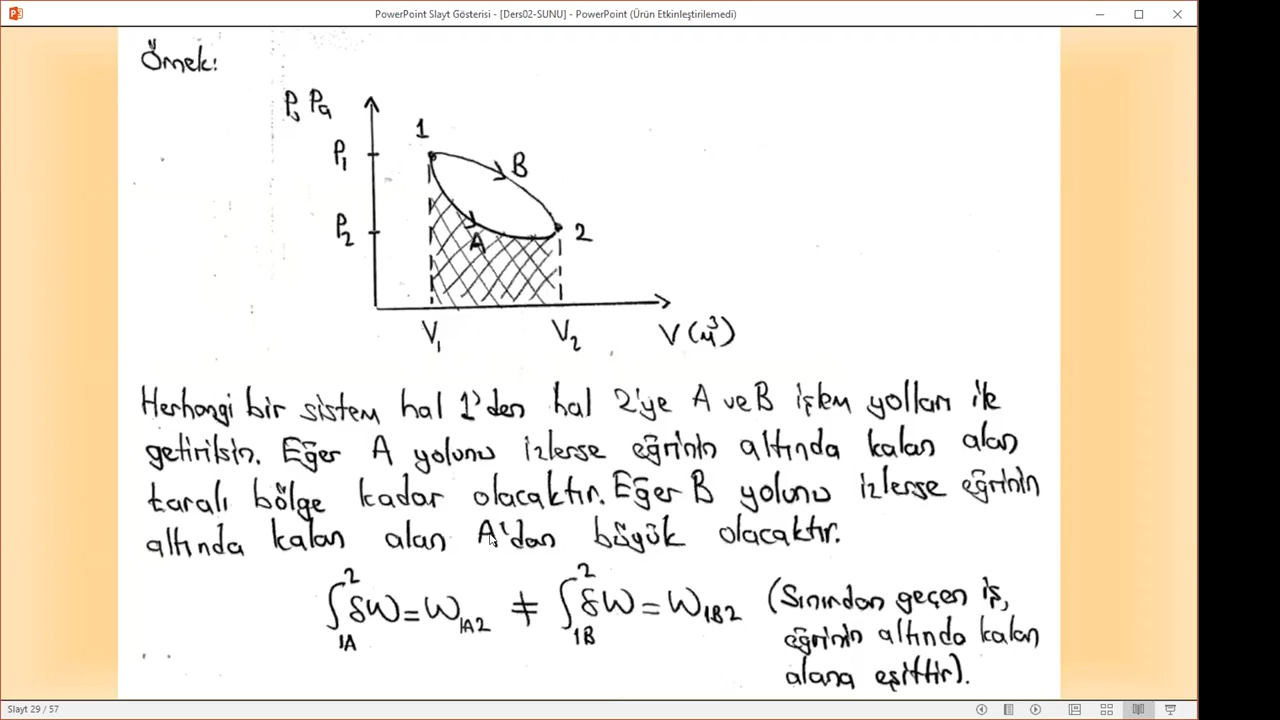 PowerPoint Slayt Gösterisi - [Ders02-SUNU] - PowerPoint (Ürün Etkinleştirilemedi)
Örnek:
P, Pa
1
P₁
B
P₂
2
A
V₁
V₂
V (m³)
Herhangi bir sistem hal 1'den hal 2'ye A ve B işlem yolları ile
getirilsin. Eğer A yolunu izlerse eğrinin altında kalan alan
taralı bölge kadar olacaktır. Eğer B yolunu izlerse eğrinin
altında kalan alan A'dan büyük olacaktır.
∫₁ₐ² δW = W₁ₐ₂ ≠ ∫₁B² δW = W₁B₂ (Sınırdan geçen iş,
eğrinin altında kalan
alana eşittir).
Slayt 29 / 57